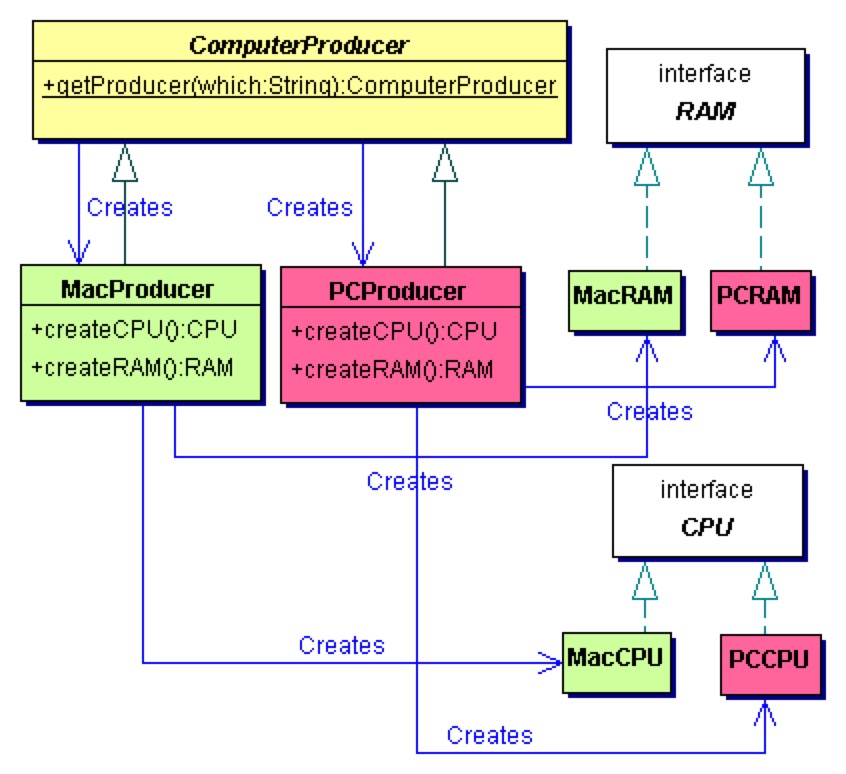 ComputerProducer
+getProducer(which:String):ComputerProducer
interface
RAM
Creates
Creates
MacProducer
+createCPU():CPU
+createRAM():RAM
PCProducer
+createCPU():CPU
+createRAM():RAM
MacRAM
PCRAM
Creates
Creates
interface
CPU
Creates
MacCPU
PCCPU
Creates